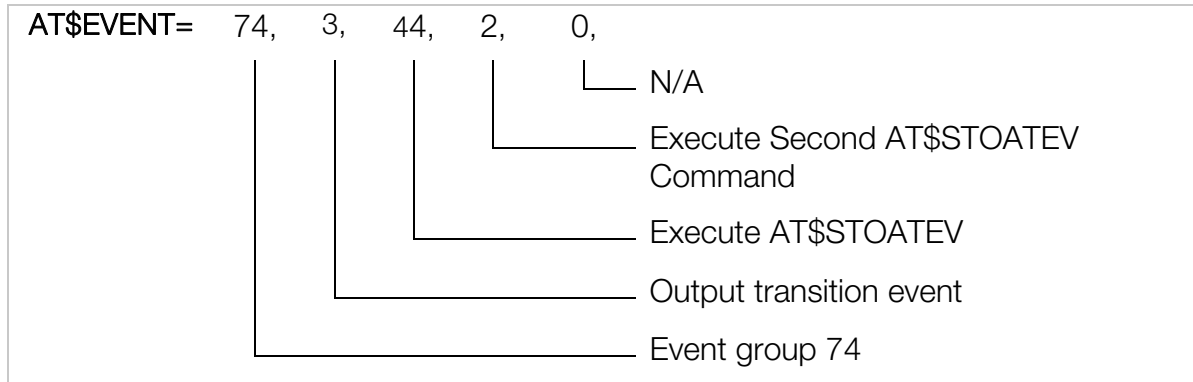 AT$EVENT= 74, 3, 44, 2, 0,
N/A
Execute Second AT$STOATEV
Command
Execute AT$STOATEV
Output transition event
Event group 74